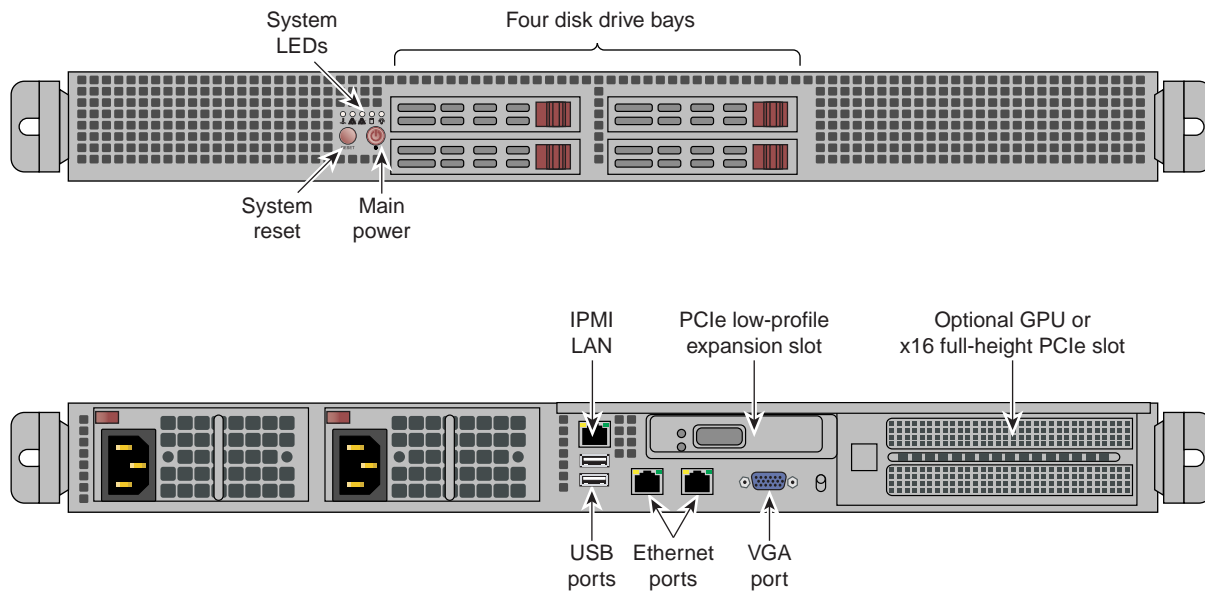 System
LEDs
Four disk drive bays
System
reset
Main
power
IPMI
LAN
PCIe low-profile
expansion slot
Optional GPU or
x16 full-height PCIe slot
USB
ports
Ethernet
ports
VGA
port